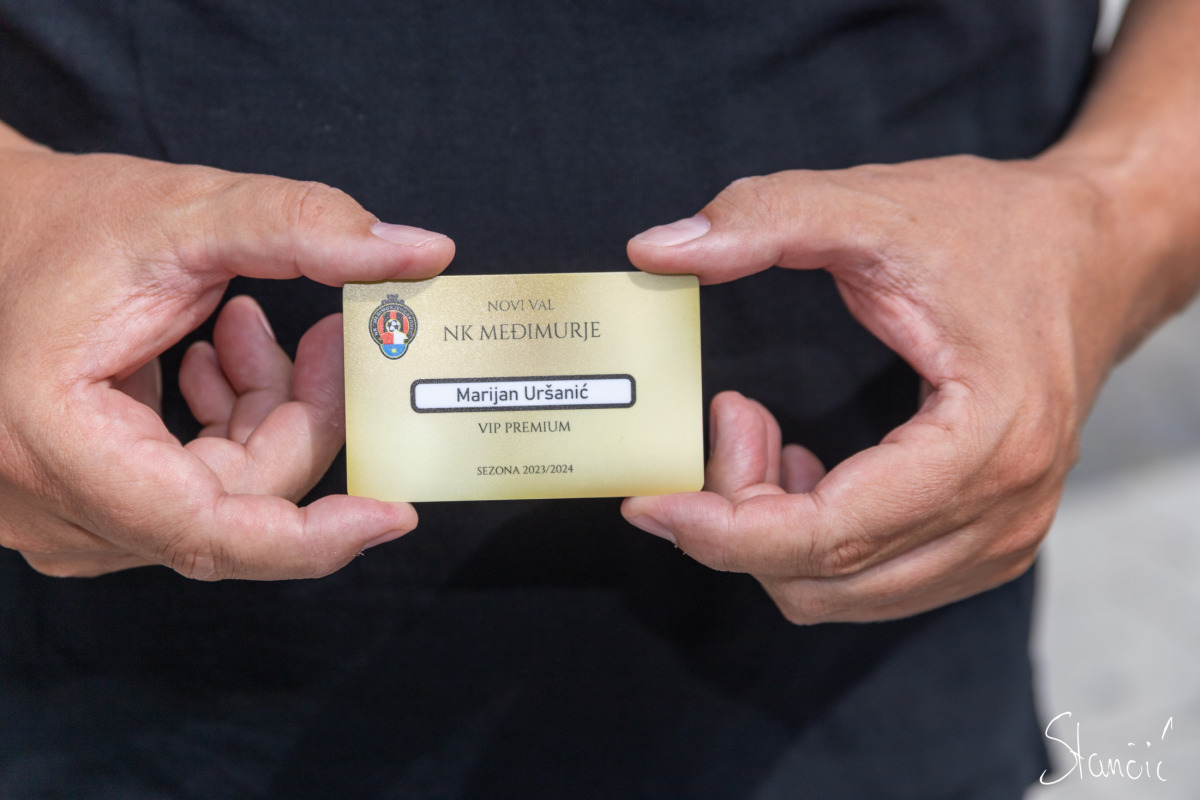 NOVI VAL
NK MEĐIMURJE
Marijan Uršanić
VIP PREMIUM
SEZONA 2023/2024
Stančić